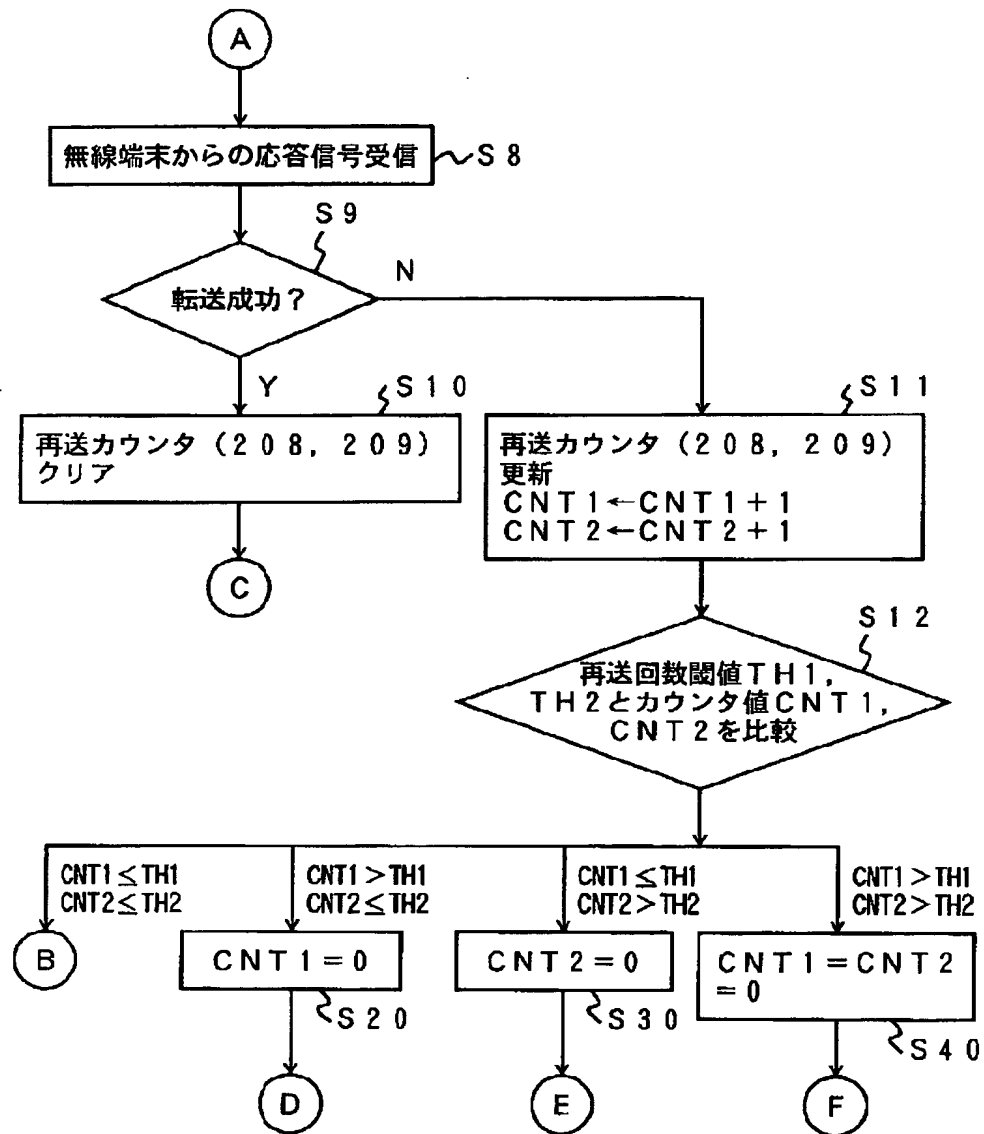 A
無線端末からの応答信号受信
S8
S9
転送成功？
N
Y
S10
再送カウンタ（208，209）
クリア
C
S11
再送カウンタ（208，209）
更新
CNT1←CNT1+1
CNT2←CNT2+1
S12
再送回数閾値TH1，
TH2とカウンタ値CNT1，
CNT2を比較
CNT1≤TH1
CNT2≤TH2
B
CNT1>TH1
CNT2≤TH2
CNT1=0
S20
D
CNT1≤TH1
CNT2>TH2
CNT2=0
S30
E
CNT1>TH1
CNT2>TH2
CNT1=CNT2
=0
S40
F